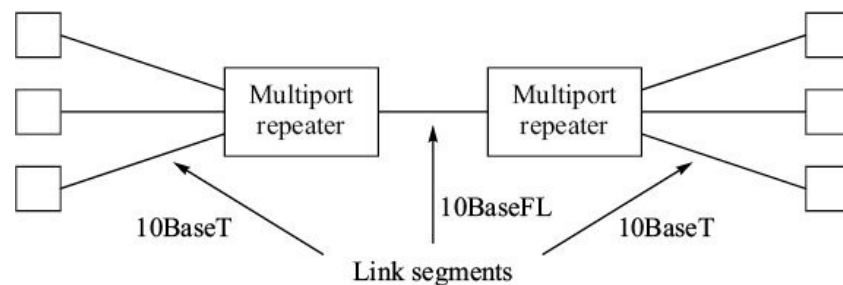 Multiport
repeater
Multiport
repeater
10BaseT
10BaseFL
10BaseT
Link segments